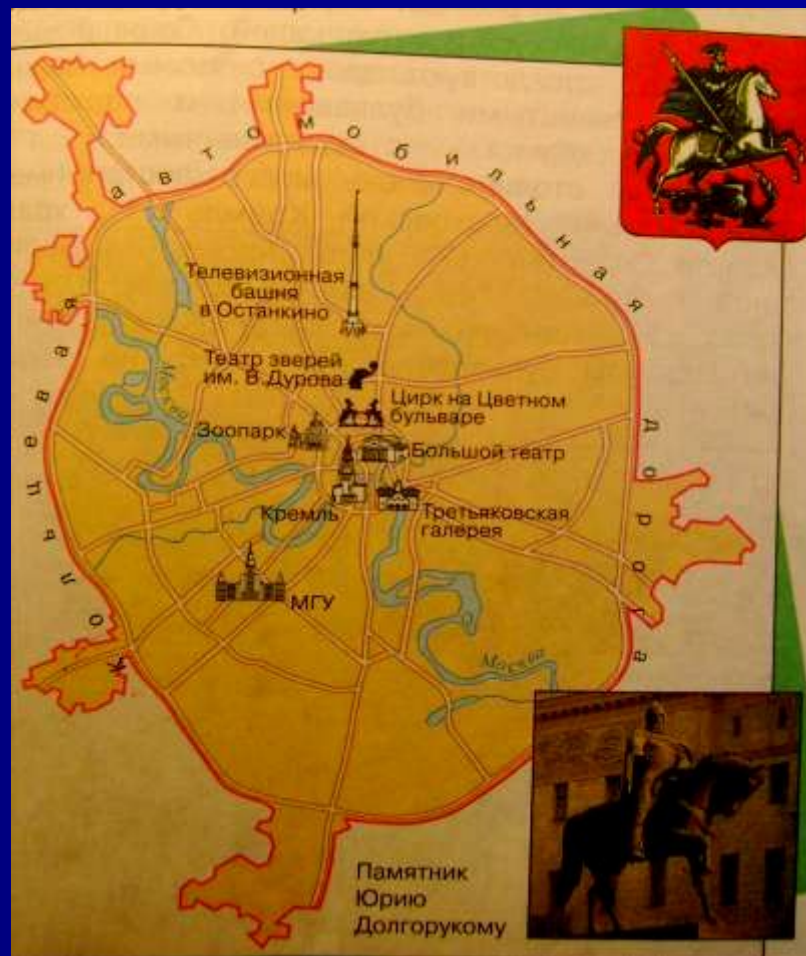 кольцевая автомобильная дорога
Телевизионная
башня
в Останкино
Театр зверей
им. В.Дурова
Цирк на Цветном
бульваре
Зоопарк
Большой театр
Кремль
Третьяковская
галерея
МГУ
Москва
Москва
Памятник
Юрию
Долгорукому